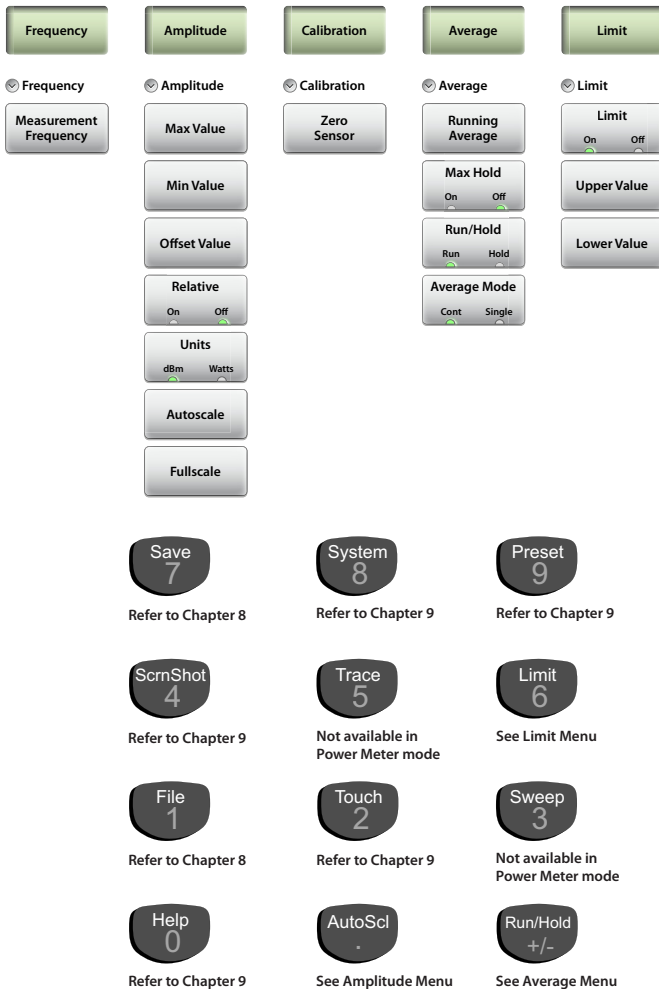 Frequency
Amplitude
Calibration
Average
Limit
Frequency
Amplitude
Calibration
Average
Limit
Measurement
Frequency
Max Value
Min Value
Offset Value
Relative
On Off
Units
dBm Watts
Autoscale
Fullscale
Zero
Sensor
Running
Average
Max Hold
On Off
Run/Hold
Run Hold
Average Mode
Cont Single
Limit
On Off
Upper Value
Lower Value
Save
7
Refer to Chapter 8
System
8
Refer to Chapter 9
Preset
9
Refer to Chapter 9
ScrnShot
4
Refer to Chapter 9
Trace
5
Not available in
Power Meter mode
Limit
6
See Limit Menu
File
1
Refer to Chapter 8
Touch
2
Refer to Chapter 9
Sweep
3
Not available in
Power Meter mode
Help
0
Refer to Chapter 9
AutoScl
.
See Amplitude Menu
Run/Hold
+/-
See Average Menu